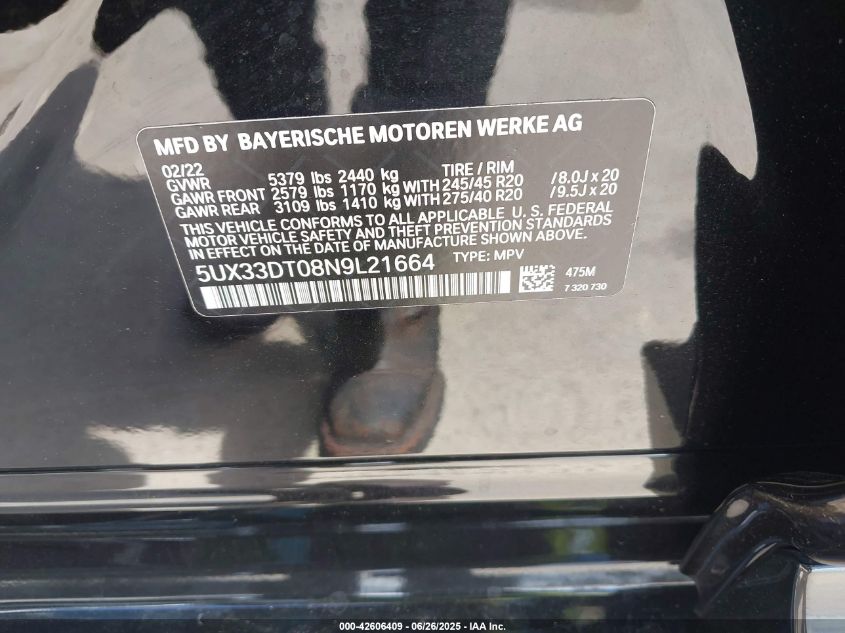 MFD BY BAYERISCHE MOTOREN WERKE AG
02/22
GVWR 5379 lbs 2440 kg TIRE / RIM
GAWR FRONT 2579 lbs 1170 kg WITH 245/45 R20 /8.0J x 20
GAWR REAR 3109 lbs 1410 kg WITH 275/40 R20 /9.5J x 20
THIS VEHICLE CONFORMS TO ALL APPLICABLE U. S. FEDERAL
MOTOR VEHICLE SAFETY AND THEFT PREVENTION STANDARDS
IN EFFECT ON THE DATE OF MANUFACTURE SHOWN ABOVE.
5UX33DT08N9L21664 TYPE: MPV
475M
7 320 730
000-42606409 - 06/26/2025 - IAA Inc.